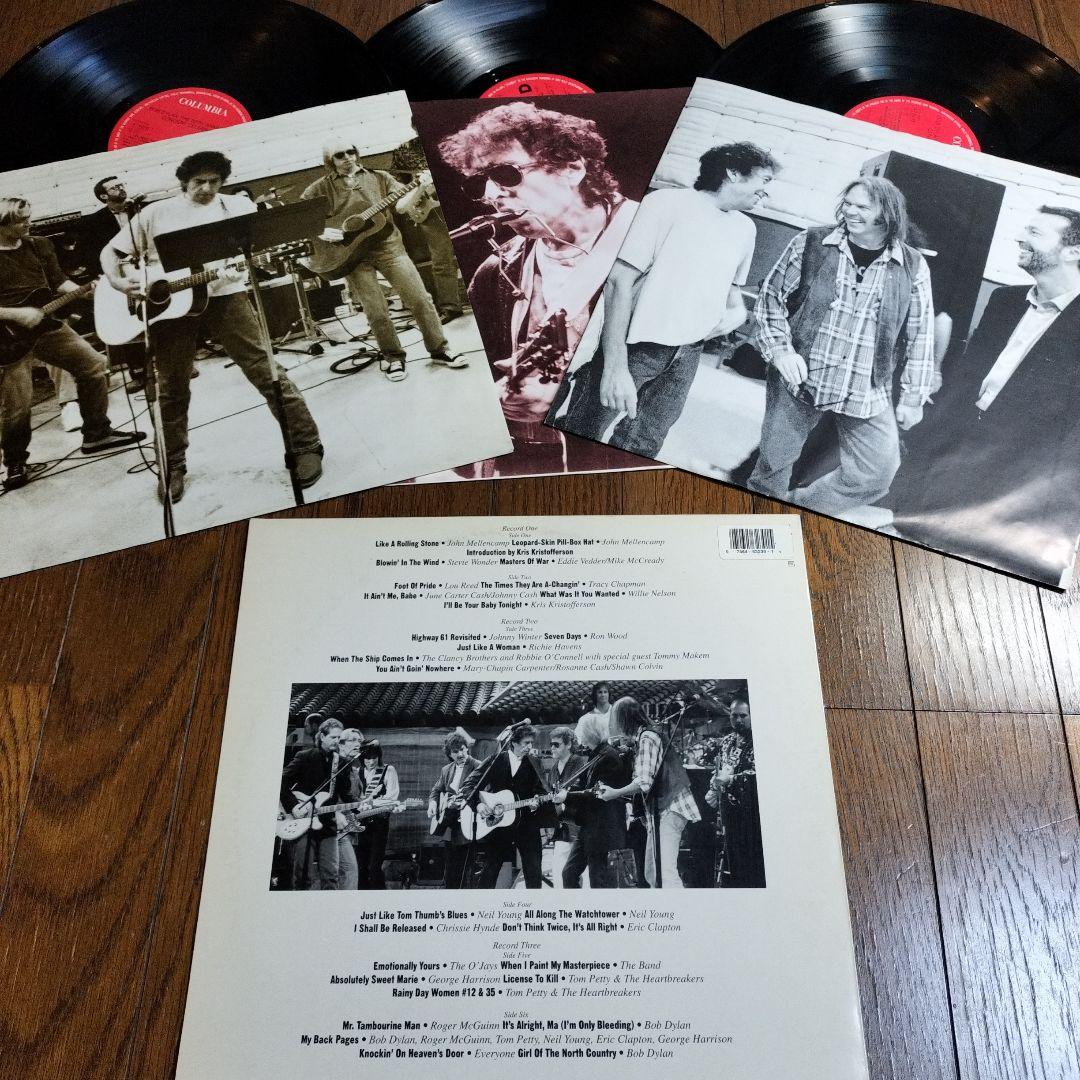 COLUMBIA
D
COLUMBIA
Record One
Side One
Like A Rolling Stone • John Mellencamp Leopard-Skin Pill-Box Hat • John Mellencamp
Introduction by Kris Kristofferson
Blowin' In The Wind • Stevie Wonder Masters Of War • Eddie Vedder/Mike McCready
Side Two
Foot Of Pride • Lou Reed The Times They Are A-Changin' • Tracy Chapman
It Ain't Me, Babe • June Carter Cash/Johnny Cash What Was It You Wanted • Willie Nelson
I'll Be Your Baby Tonight • Kris Kristofferson
Record Two
Side Three
Highway 61 Revisited • Johnny Winter Seven Days • Ron Wood
Just Like A Woman • Richie Havens
When The Ship Comes In • The Clancy Brothers and Robbie O'Connell with special guest Tommy Makem
You Ain't Goin' Nowhere • Mary-Chapin Carpenter/Rosanne Cash/Shawn Colvin
Side Four
Just Like Tom Thumb's Blues • Neil Young All Along The Watchtower • Neil Young
I Shall Be Released • Chrissie Hynde Don't Think Twice, It's All Right • Eric Clapton
Record Three
Side Five
Emotionally Yours • The O'Jays When I Paint My Masterpiece • The Band
Absolutely Sweet Marie • George Harrison License To Kill • Tom Petty & The Heartbreakers
Rainy Day Women #12 & 35 • Tom Petty & The Heartbreakers
Side Six
Mr. Tambourine Man • Roger McGuinn It's Alright, Ma (I'm Only Bleeding) • Bob Dylan
My Back Pages • Bob Dylan, Roger McGuinn, Tom Petty, Neil Young, Eric Clapton, George Harrison
Knockin' On Heaven's Door • Everyone Girl Of The North Country • Bob Dylan